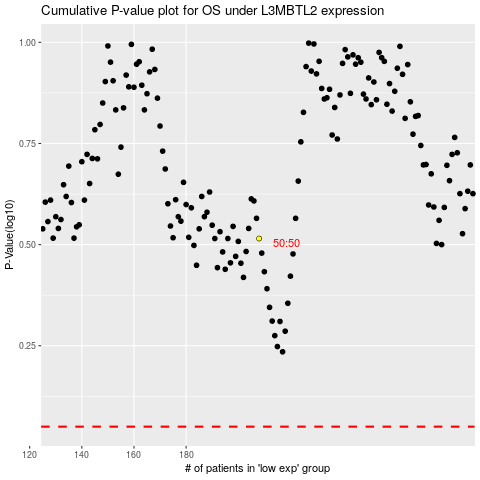 Cumulative P-value plot for OS under L3MBTL2 expression
P-Value(log10)
1.00
0.75
0.50
0.25
50:50
120 140 160 180
# of patients in 'low exp' group